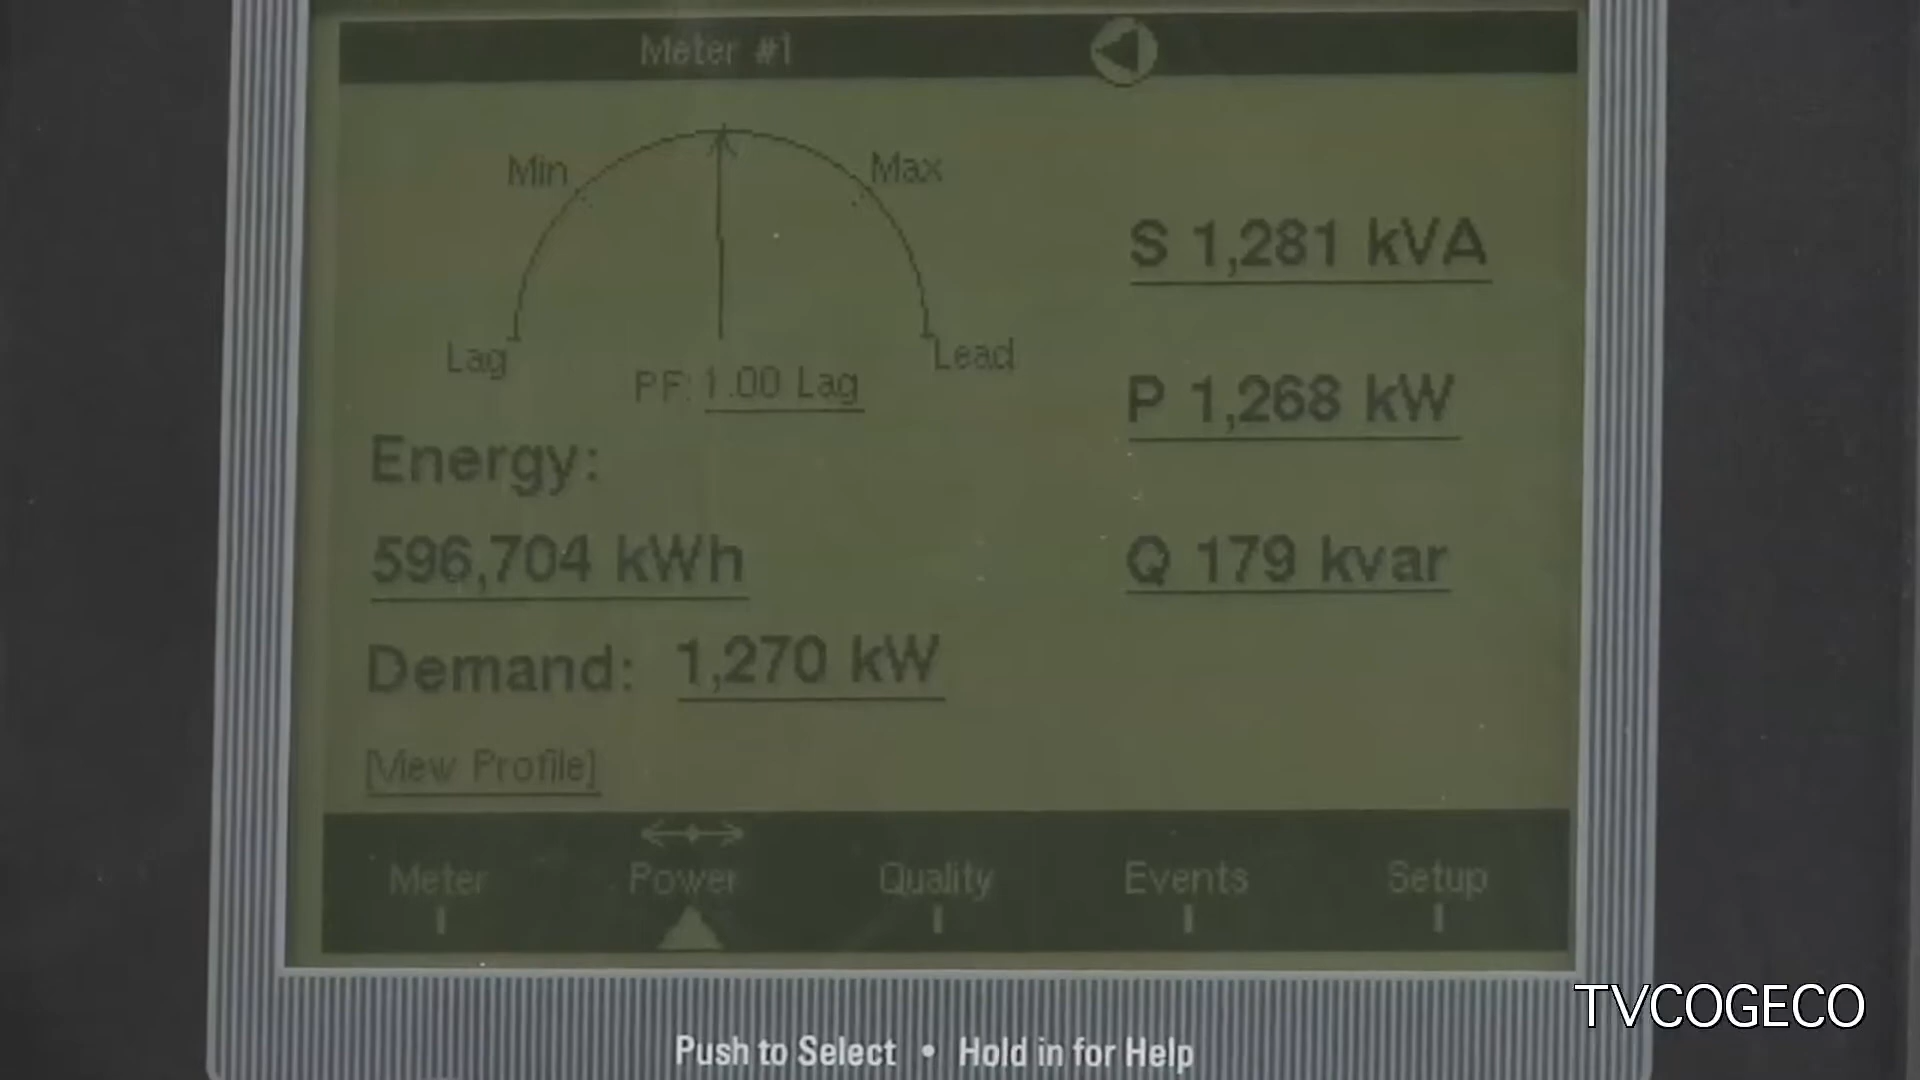 Meter #1
Min
Max
Lag
Lead
PF: 1.00 Lag
S 1,281 kVA
P 1,268 kW
Q 179 kvar
Energy:
596,704 kWh
Demand: 1,270 kW
[View Profile]
Meter Power Quality Events Setup
Push to Select • Hold in for Help
TVCOGECO